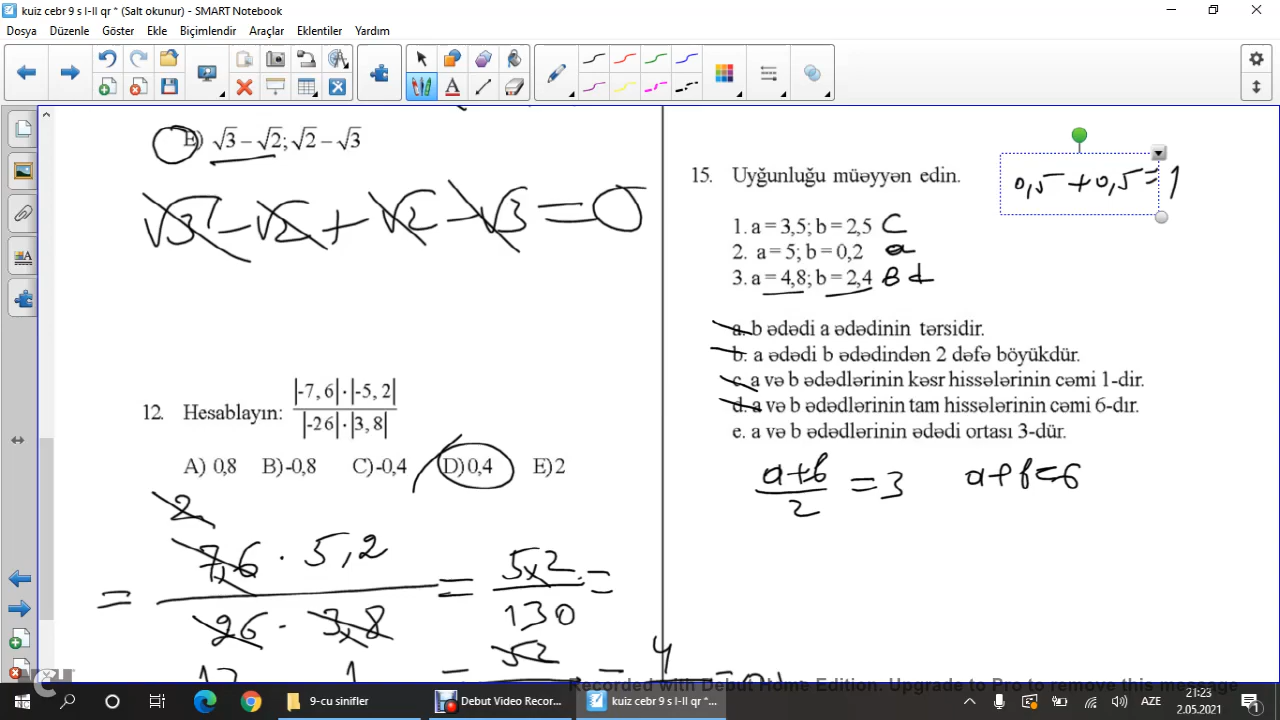 kuiz cebr 9 s I-II qr * (Salt okunur) - SMART Notebook
Dosya Düzenle Göster Ekle Biçimlendir Araçlar Eklentiler Yardım
E) √3 – √2; √2 – √3
√3 - √2 + √2 - √3 = 0
12. Hesablayın: |-7, 6| · |-5, 2| / |-26| · |3, 8|
A) 0,8 B)-0,8 C)-0,4 D) 0,4 E) 2
2
7,6 · 5,2
= = 5,2 =
26 · 3,8 130
13 1 = 52 = 4
15. Uyğunluğu müəyyən edin.
0,5 + 0,5 = 1
1. a = 3,5; b = 2,5 C
2. a = 5; b = 0,2 a
3. a = 4,8; b = 2,4 B d
a. b ədədi a ədədinin tərsidir.
b. a ədədi b ədədindən 2 dəfə böyükdür.
c. a və b ədədlərinin kəsr hissələrinin cəmi 1-dir.
d. a və b ədədlərinin tam hissələrinin cəmi 6-dır.
e. a və b ədədlərinin ədədi ortası 3-dür.
a+b / 2 = 3 a+b=6
Recorded with Debut Home Edition. Upgrade to Pro to remove this message
9-cu sinifler
Debut Video Recor...
kuiz cebr 9 s I-II qr *...
AZE
21:23
2.05.2021
1